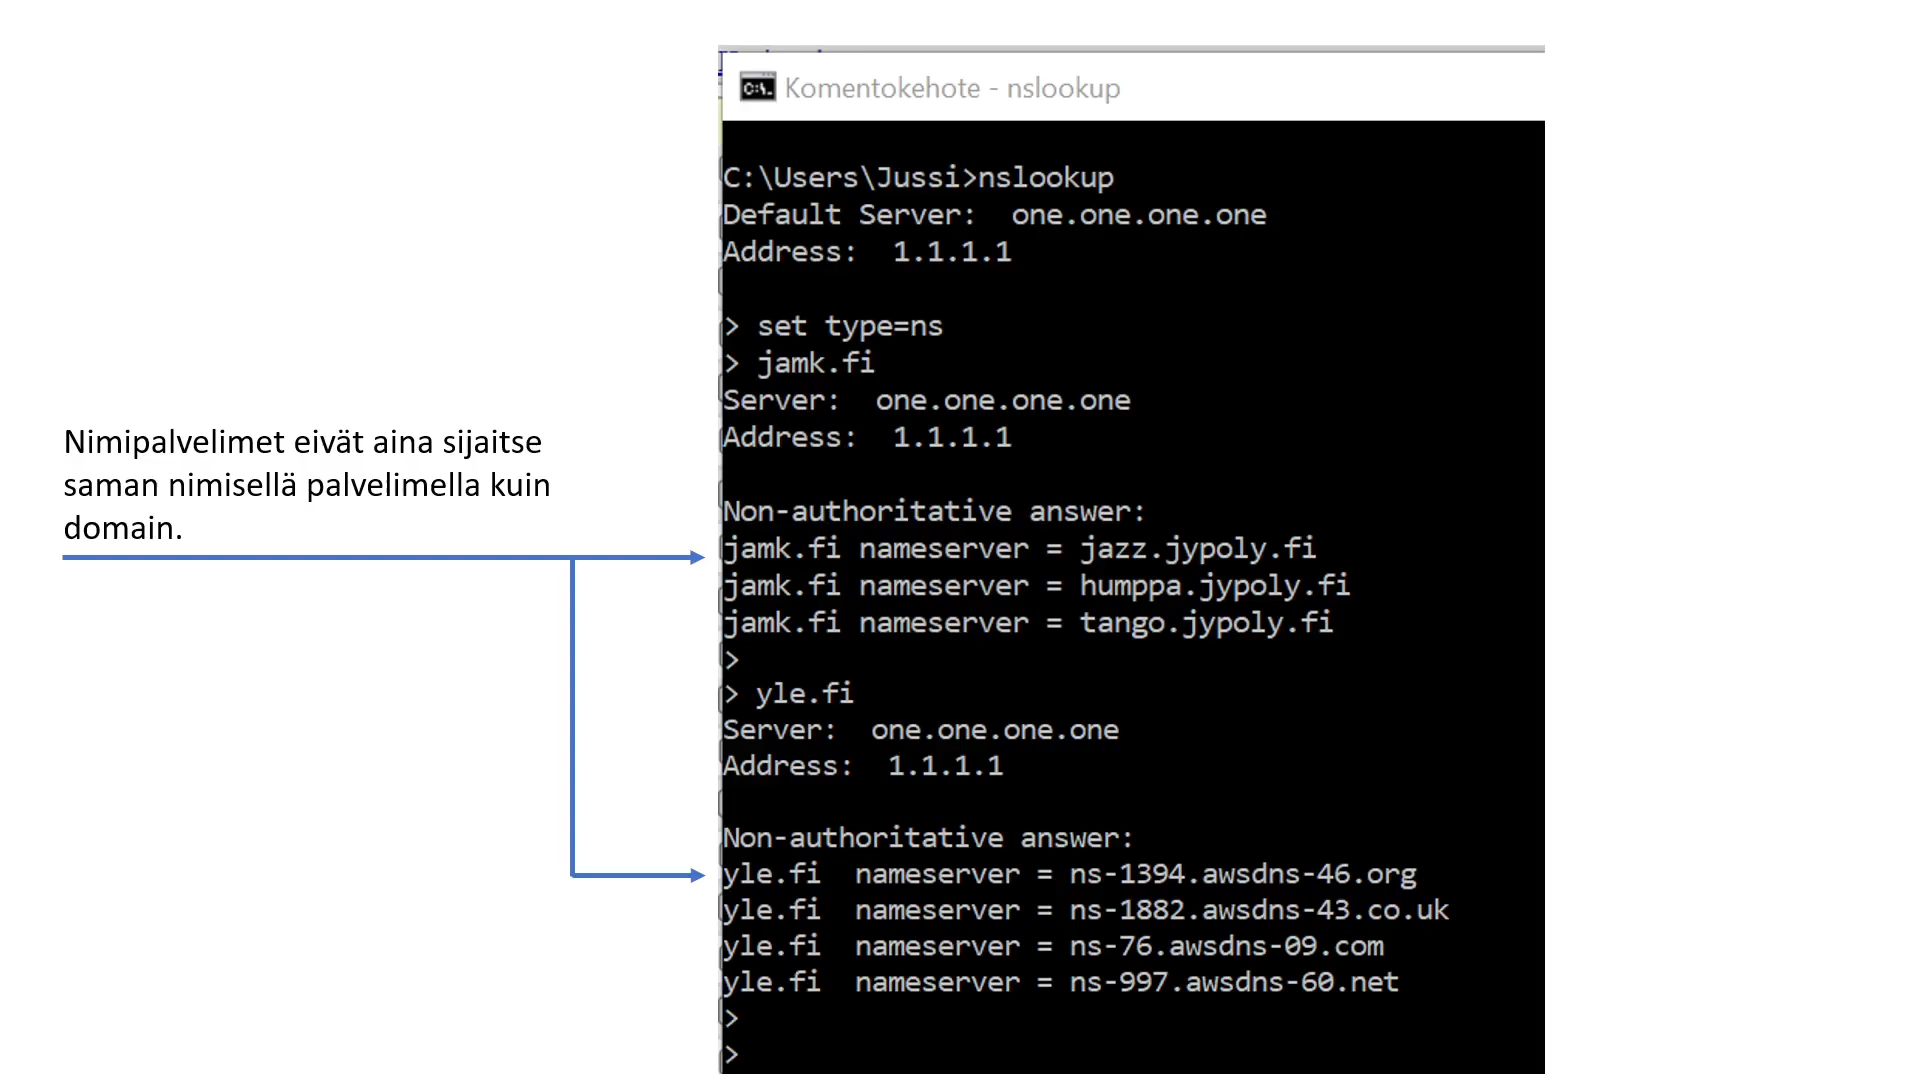 Nimipalvelimet eivät aina sijaitse
saman nimisellä palvelimella kuin
domain.
Komentokehote - nslookup
C:\Users\Jussi>nslookup
Default Server:  one.one.one.one
Address:  1.1.1.1
> set type=ns
> jamk.fi
Server:  one.one.one.one
Address:  1.1.1.1
Non-authoritative answer:
jamk.fi nameserver = jazz.jypoly.fi
jamk.fi nameserver = humppa.jypoly.fi
jamk.fi nameserver = tango.jypoly.fi
>
> yle.fi
Server:  one.one.one.one
Address:  1.1.1.1
Non-authoritative answer:
yle.fi  nameserver = ns-1394.awsdns-46.org
yle.fi  nameserver = ns-1882.awsdns-43.co.uk
yle.fi  nameserver = ns-76.awsdns-09.com
yle.fi  nameserver = ns-997.awsdns-60.net
>
>